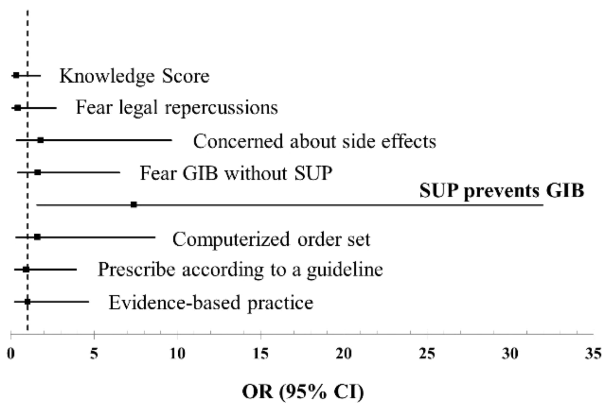 Knowledge Score
Fear legal repercussions
Concerned about side effects
Fear GIB without SUP
SUP prevents GIB
Computerized order set
Prescribe according to a guideline
Evidence-based practice
0 5 10 15 20 25 30 35
OR (95% CI)